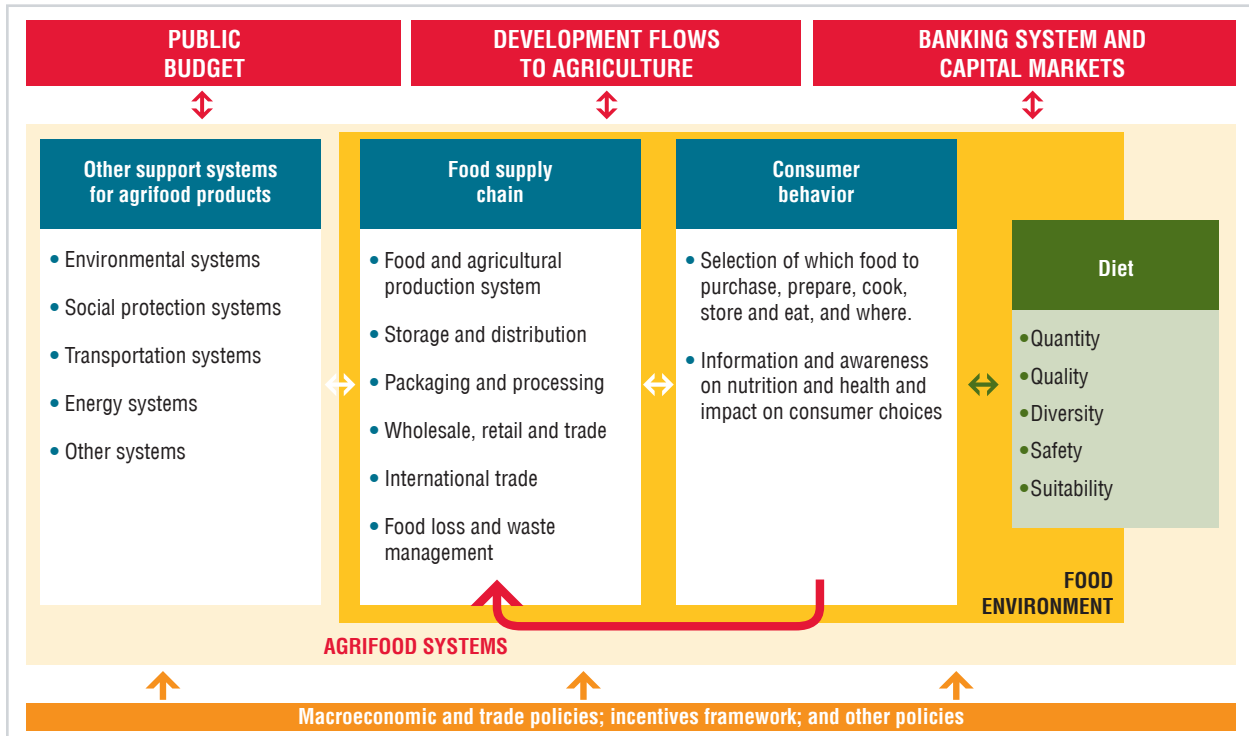 PUBLIC
BUDGET
DEVELOPMENT FLOWS
TO AGRICULTURE
BANKING SYSTEM AND
CAPITAL MARKETS
Other support systems
for agrifood products
• Environmental systems
• Social protection systems
• Transportation systems
• Energy systems
• Other systems
Food supply
chain
• Food and agricultural
production system
• Storage and distribution
• Packaging and processing
• Wholesale, retail and trade
• International trade
• Food loss and waste
management
Consumer
behavior
• Selection of which food to
purchase, prepare, cook,
store and eat, and where.
• Information and awareness
on nutrition and health and
impact on consumer choices
Diet
•Quantity
•Quality
•Diversity
•Safety
•Suitability
FOOD
ENVIRONMENT
AGRIFOOD SYSTEMS
Macroeconomic and trade policies; incentives framework; and other policies